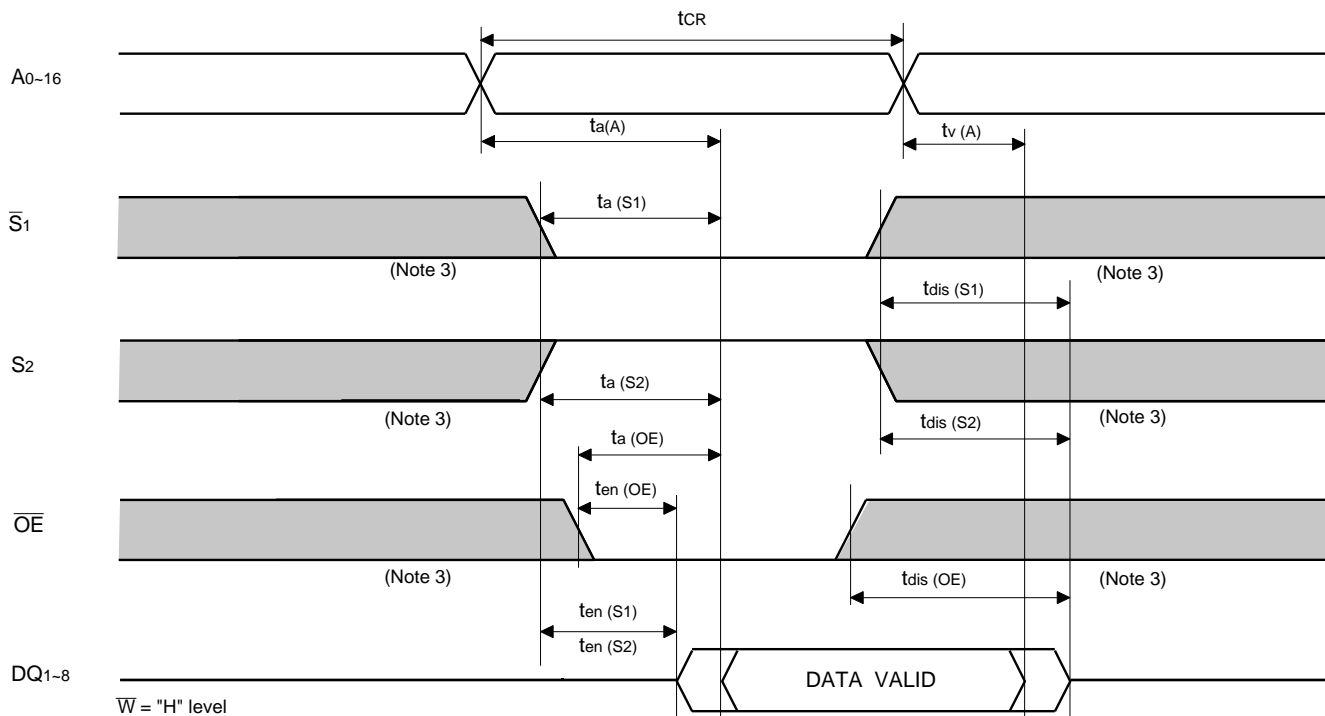 tCR
A0~16
ta(A)
tv (A)
S̅1
ta (S1)
(Note 3)
(Note 3)
tdis (S1)
S2
ta (S2)
(Note 3)
(Note 3)
tdis (S2)
ta (OE)
ten (OE)
O̅E̅
(Note 3)
(Note 3)
tdis (OE)
ten (S1)
ten (S2)
DQ1~8
DATA VALID
W̅ = "H" level